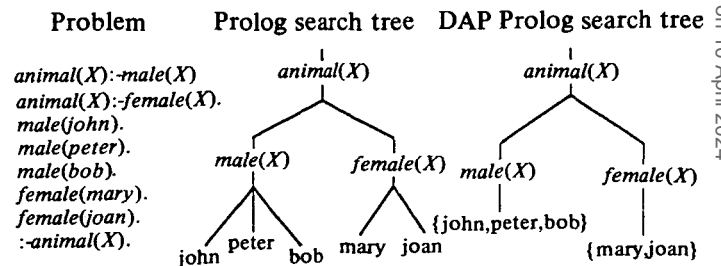 Problem Prolog search tree DAP Prolog search tree
animal(X):-male(X)
animal(X):-female(X).
male(john).
male(peter).
male(bob).
female(mary).
female(joan).
:-animal(X).
animal(X)
male(X) female(X)
john peter bob mary joan
animal(X)
male(X) female(X)
{john,peter,bob}
{mary,joan}
April 2024